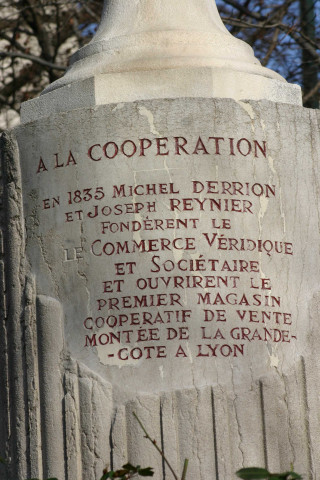 A LA COOPERATION
EN 1835 MICHEL DERRION
ET JOSEPH REYNIER
FONDÈRENT LE
LE COMMERCE VÉRIDIQUE
ET SOCIÉTAIRE
ET OUVRIRENT LE
PREMIER MAGASIN
COOPERATIF DE VENTE
MONTÉE DE LA GRANDE-
-COTE A LYON